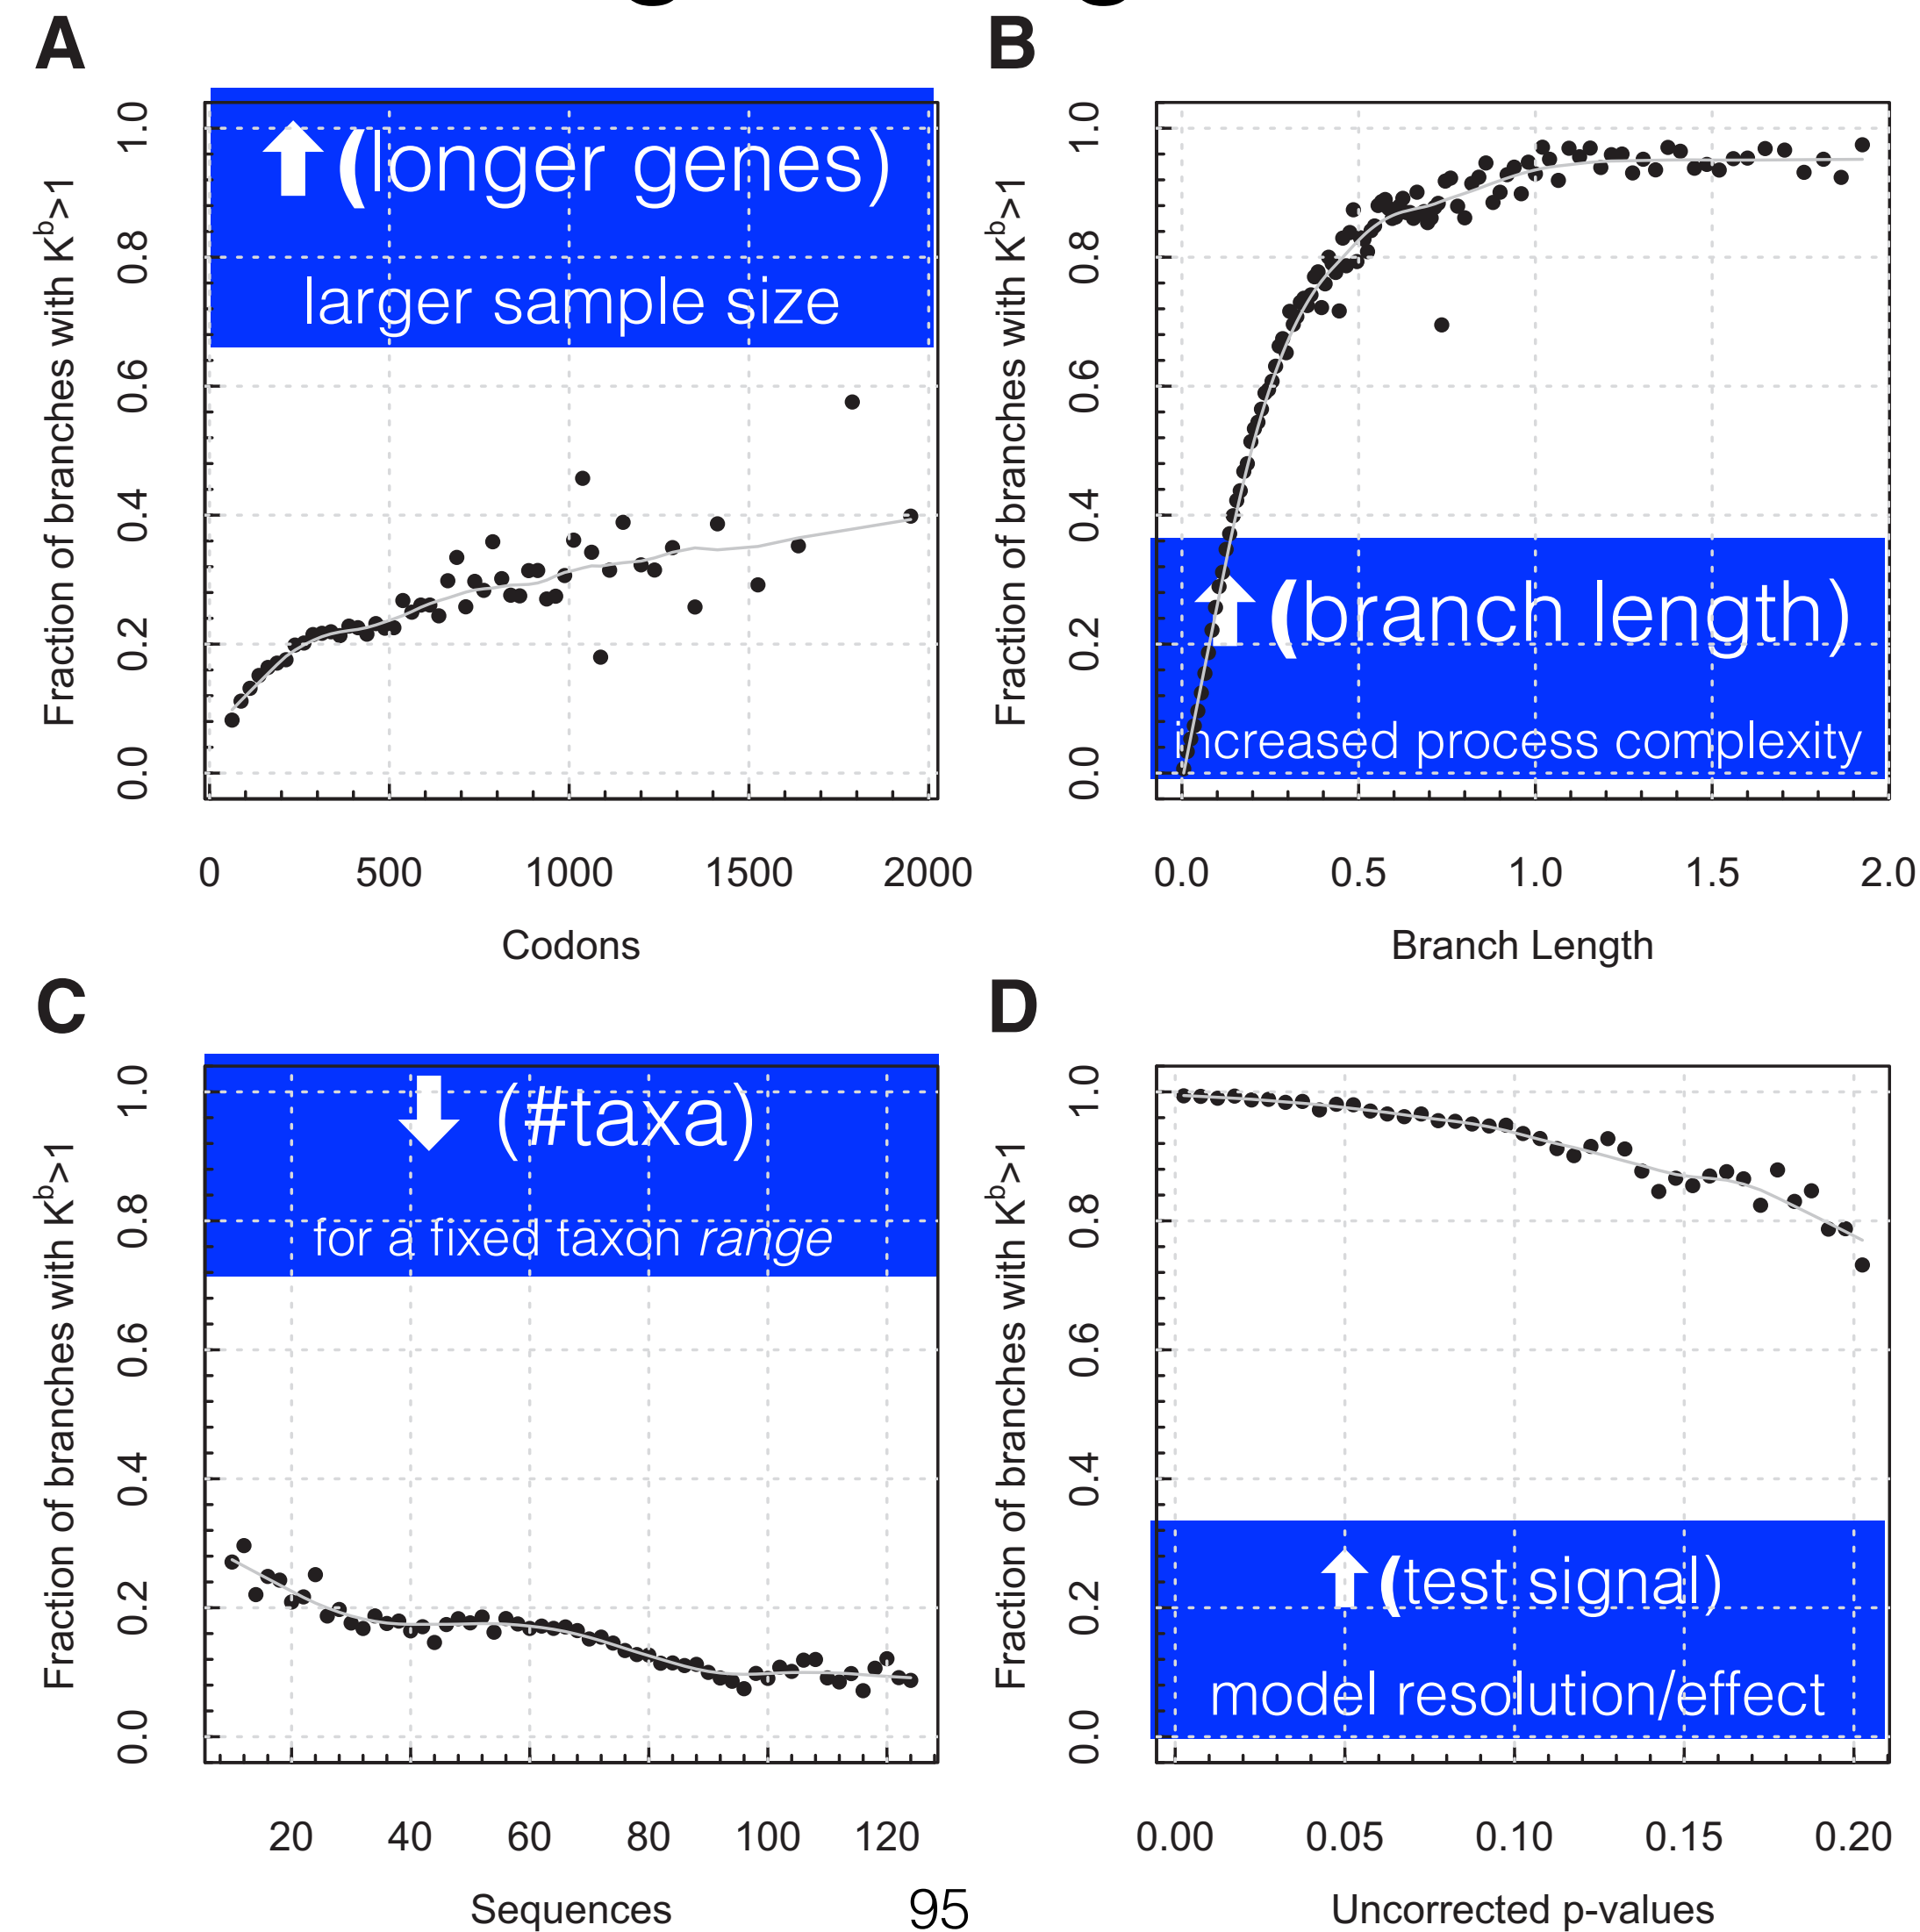 A
Fraction of branches with Kb>1
1.0
0.8
0.6
0.4
0.2
0.0
(longer genes)
larger sample size
0 500 1000 1500 2000
Codons
B
Fraction of branches with Kb>1
1.0
0.8
0.6
0.4
0.2
0.0
(branch length)
increased process complexity
0.0 0.5 1.0 1.5 2.0
Branch Length
C
Fraction of branches with Kb>1
1.0
0.8
0.6
0.4
0.2
0.0
(#taxa)
for a fixed taxon range
20 40 60 80 100 120
Sequences
D
Fraction of branches with Kb>1
1.0
0.8
0.6
0.4
0.2
0.0
(test signal)
model resolution/effect
0.00 0.05 0.10 0.15 0.20
Uncorrected p-values
95